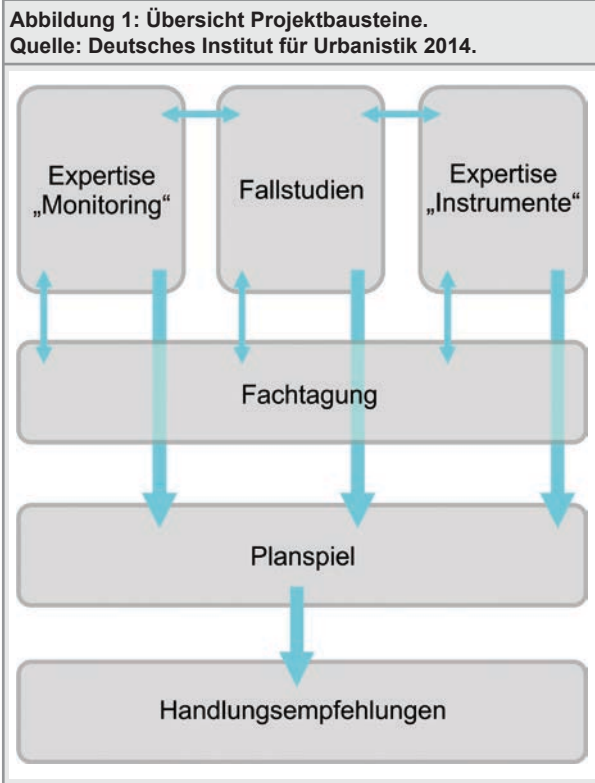 Abbildung 1: Übersicht Projektbausteine.
Quelle: Deutsches Institut für Urbanistik 2014.
Expertise
„Monitoring“
Fallstudien
Expertise
„Instrumente“
Fachtagung
Planspiel
Handlungsempfehlungen